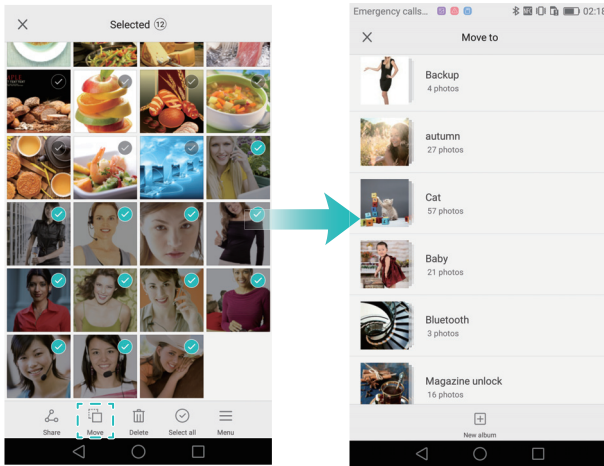 Selected 12
Share
Move
Delete
Select all
Menu
Emergency calls... 02:18
Move to
Backup
4 photos
autumn
27 photos
Cat
57 photos
Baby
21 photos
Bluetooth
3 photos
Magazine unlock
16 photos
New album